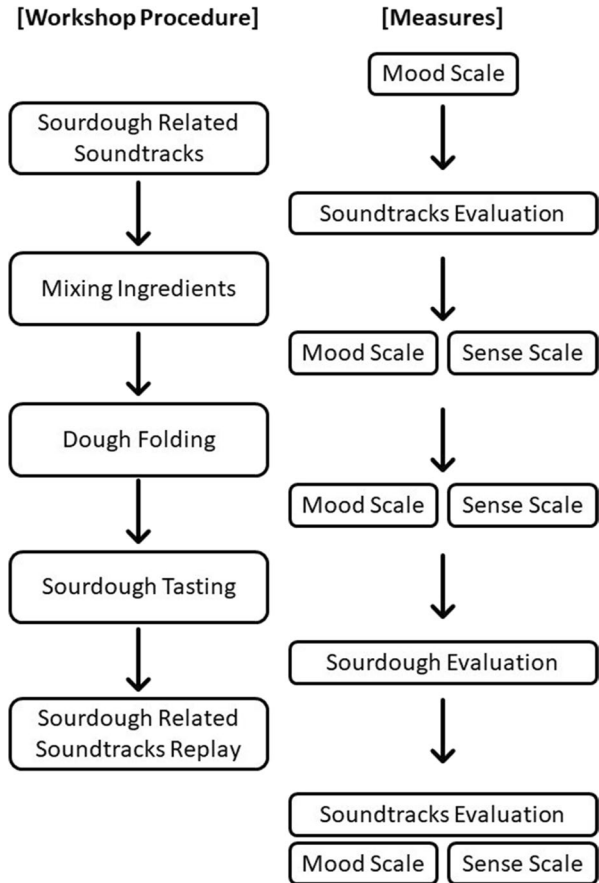 [Workshop Procedure]
Sourdough Related
Soundtracks
Mixing Ingredients
Dough Folding
Sourdough Tasting
Sourdough Related
Soundtracks Replay
[Measures]
Mood Scale
Soundtracks Evaluation
Mood Scale
Sense Scale
Mood Scale
Sense Scale
Sourdough Evaluation
Soundtracks Evaluation
Mood Scale
Sense Scale